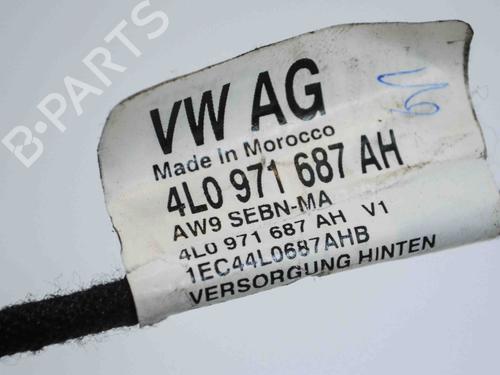 B-PARTS
VW AG
Made In Morocco
4L0 971 687 AH
AW9 SEBN-MA
4L0 971 687 AH V1
1EC44L0687AHB
VERSORGUNG HINTEN